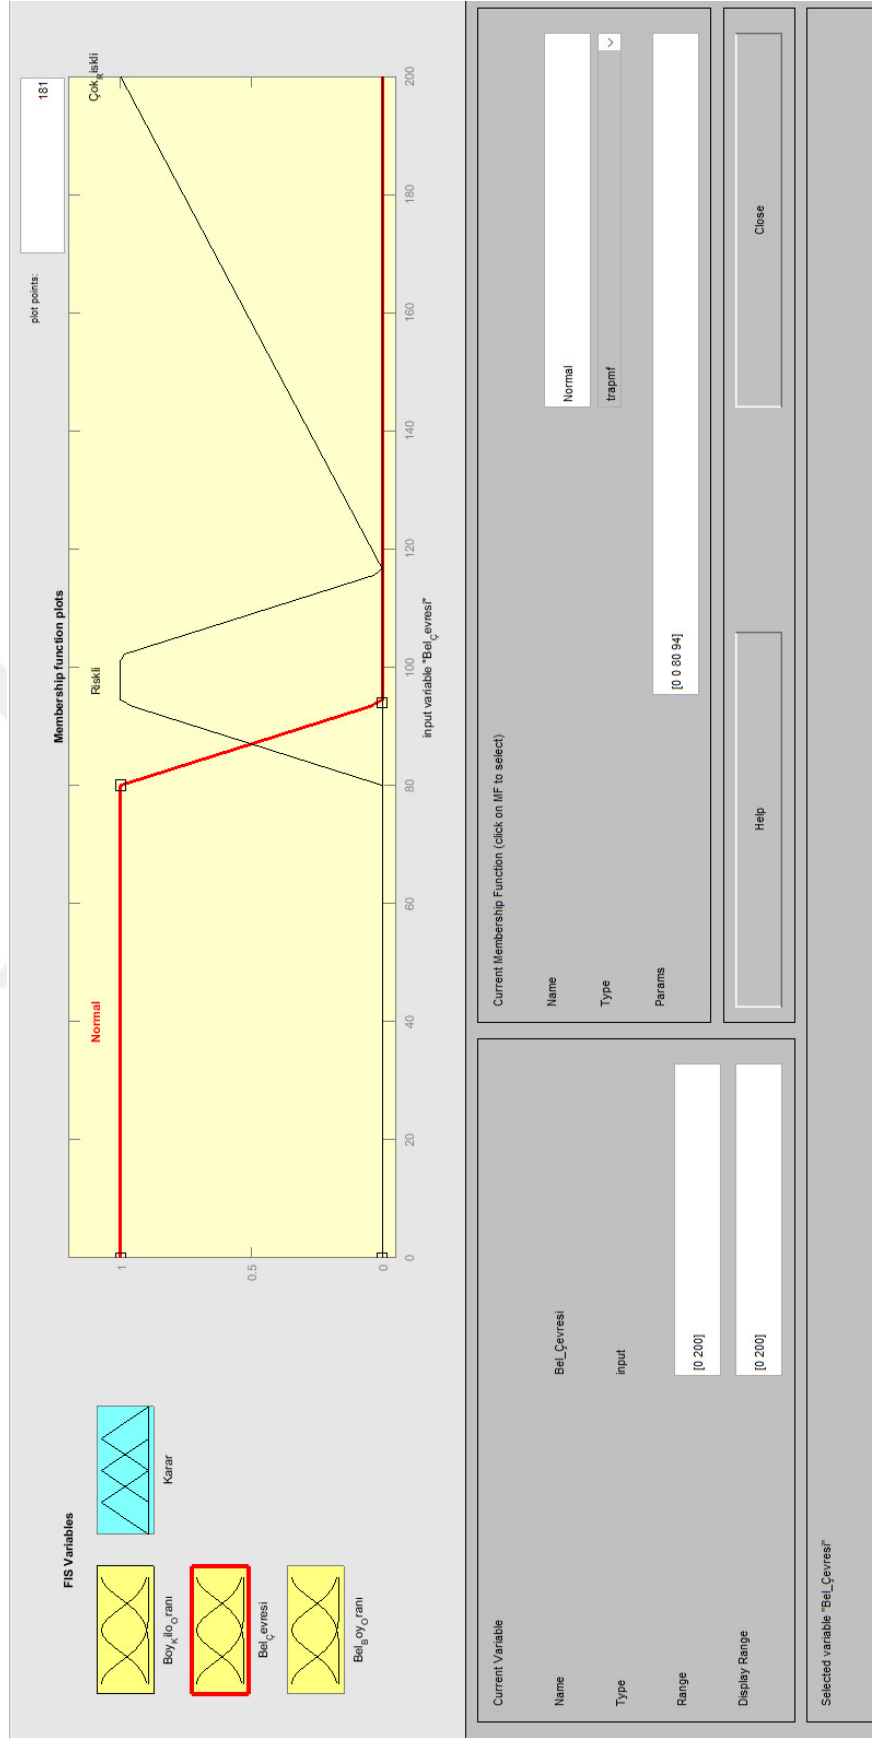 FIS Variables
Membership function plots
plot points:
181
Boy_Kilo_Oranı
Karar
Bel_Çevresi
Bel_Boy_Oranı
Normal
Riskli
Çok_Riskli
1
0.5
0
0
20
40
60
80
100
120
140
160
180
200
input variable "Bel_Çevresi"
Current Variable
Name
Bel_Çevresi
Type
input
Range
[0 200]
Display Range
[0 200]
Current Membership Function (click on MF to select)
Name
Normal
Type
trapmf
Params
[0 0 80 94]
Help
Close
Selected variable "Bel_Çevresi"